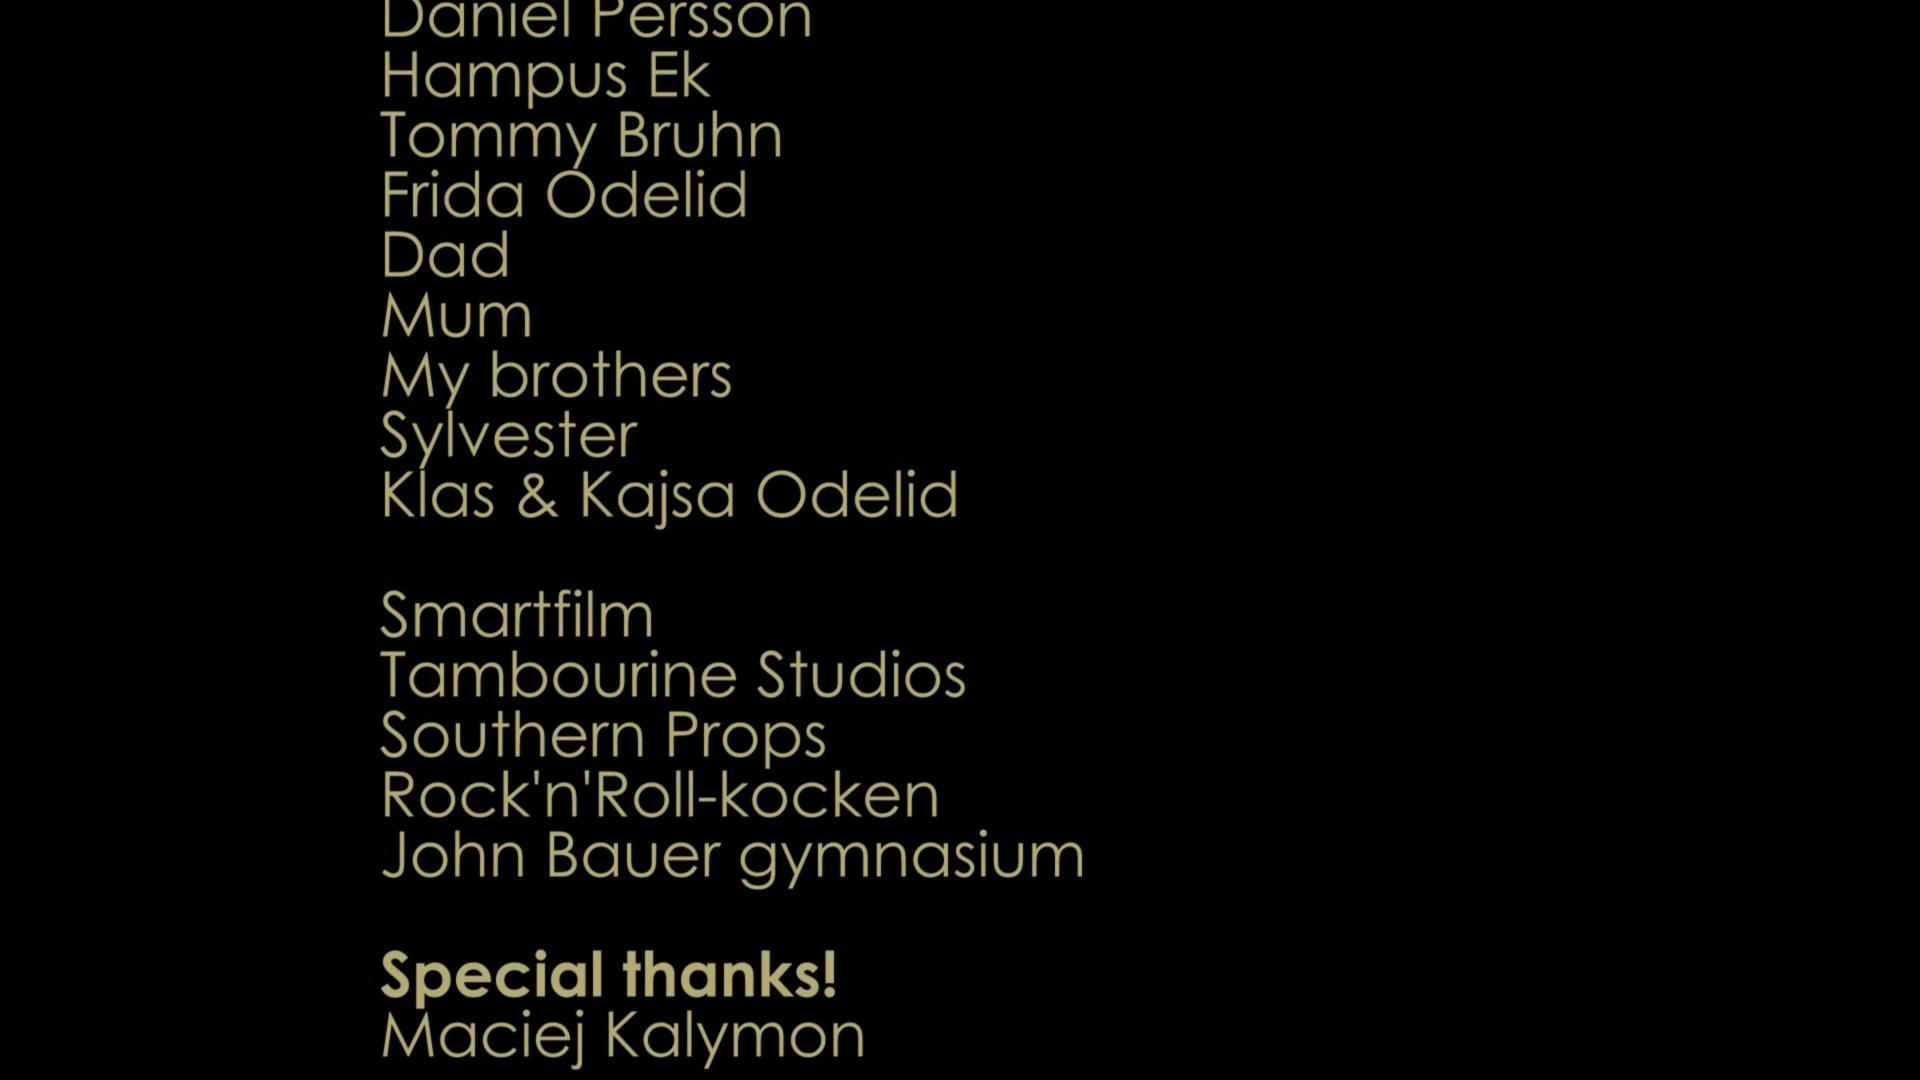 Daniel Persson
Hampus Ek
Tommy Bruhn
Frida Odelid
Dad
Mum
My brothers
Sylvester
Klas & Kajsa Odelid
Smartfilm
Tambourine Studios
Southern Props
Rock'n'Roll-kocken
John Bauer gymnasium
Special thanks!
Maciej Kalymon